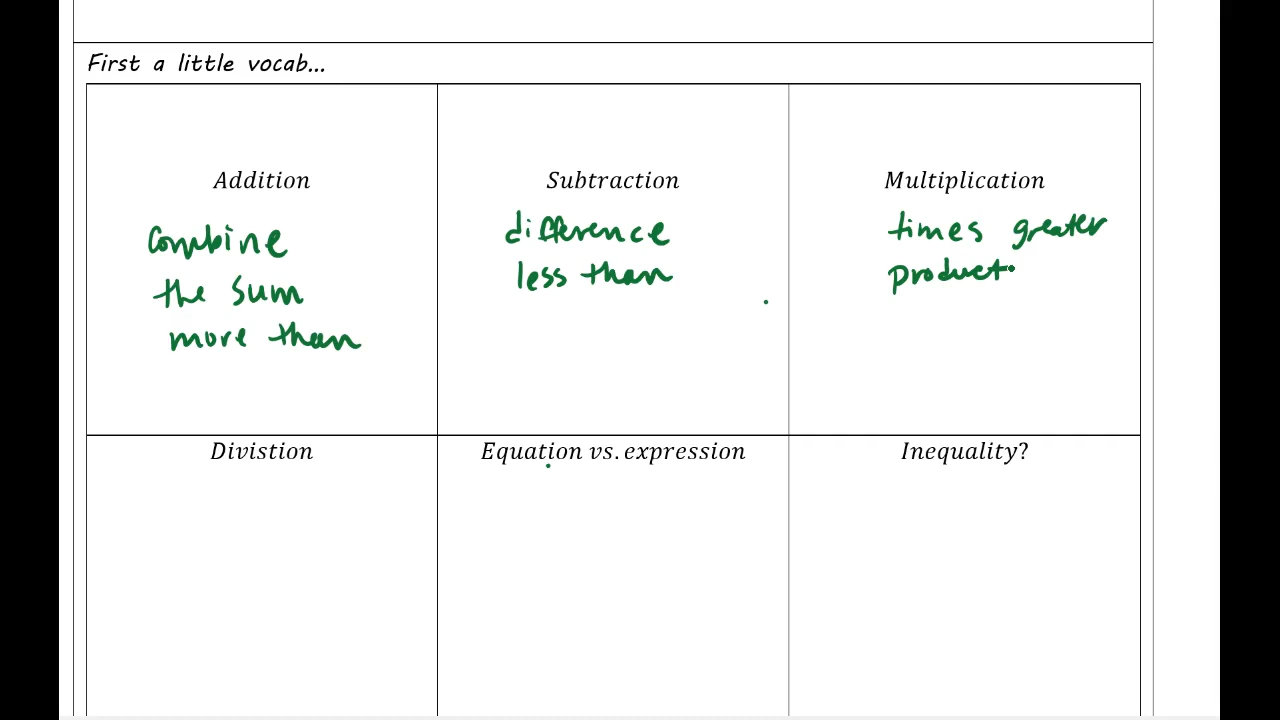 First a little vocab...
Addition
combine
the sum
more than
Subtraction
difference
less than
Multiplication
times greater
product
Divistion
Equation vs. expression
Inequality?